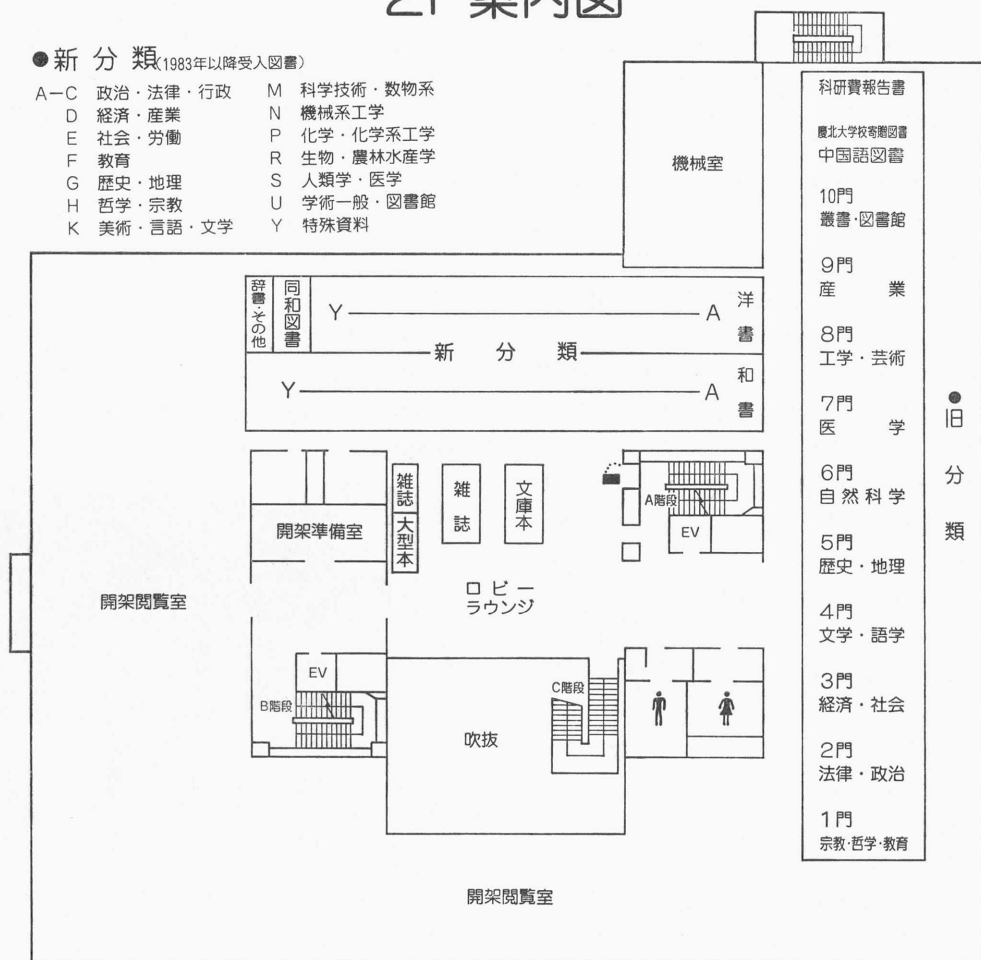 2F 案内図
●新分類(1983年以降受入図書)
A-C 政治・法律・行政
D 経済・産業
E 社会・労働
F 教育
G 歴史・地理
H 哲学・宗教
K 美術・言語・文学
M 科学技術・数物系
N 機械系工学
P 化学・化学系工学
R 生物・農林水産学
S 人類学・医学
U 学術一般・図書館
Y 特殊資料
機械室
辞書・その他
同和図書
Y A
洋書
新分類
Y A
和書
雑誌
大型本
雑誌
文庫本
A階段
EV
開架準備室
ロビー
ラウンジ
開架閲覧室
EV
B階段
C階段
吹抜
開架閲覧室
科研費報告書
慶北大学校寄贈図書
中国語図書
10門
叢書・図書館
9門
産業
8門
工学・芸術
7門
医学
6門
自然科学
5門
歴史・地理
4門
文学・語学
3門
経済・社会
2門
法律・政治
1門
宗教・哲学・教育
●旧分類